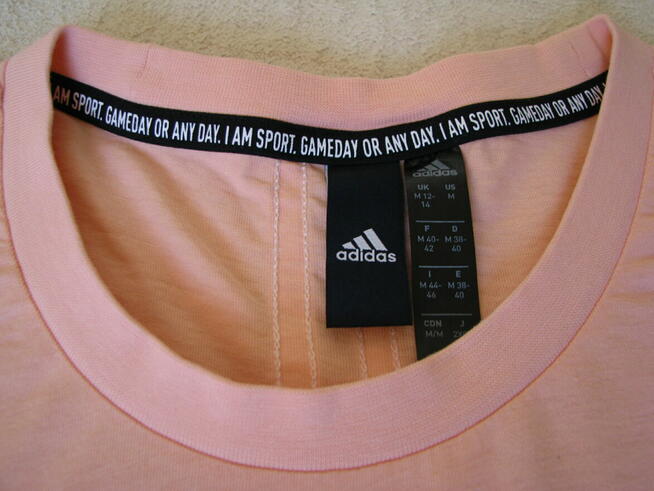 AM SPORT. GAMEDAY OR ANY DAY. I AM SPORT. GAMEDAY OR ANY DAY. I AM SPORT. GAMEDAY OR ANY DAY.
adidas
adidas
UK US
M 12-14 M
F D
M 40-42 M 38-40
I E
M 44-46 M 38-40
CDN J
M/M